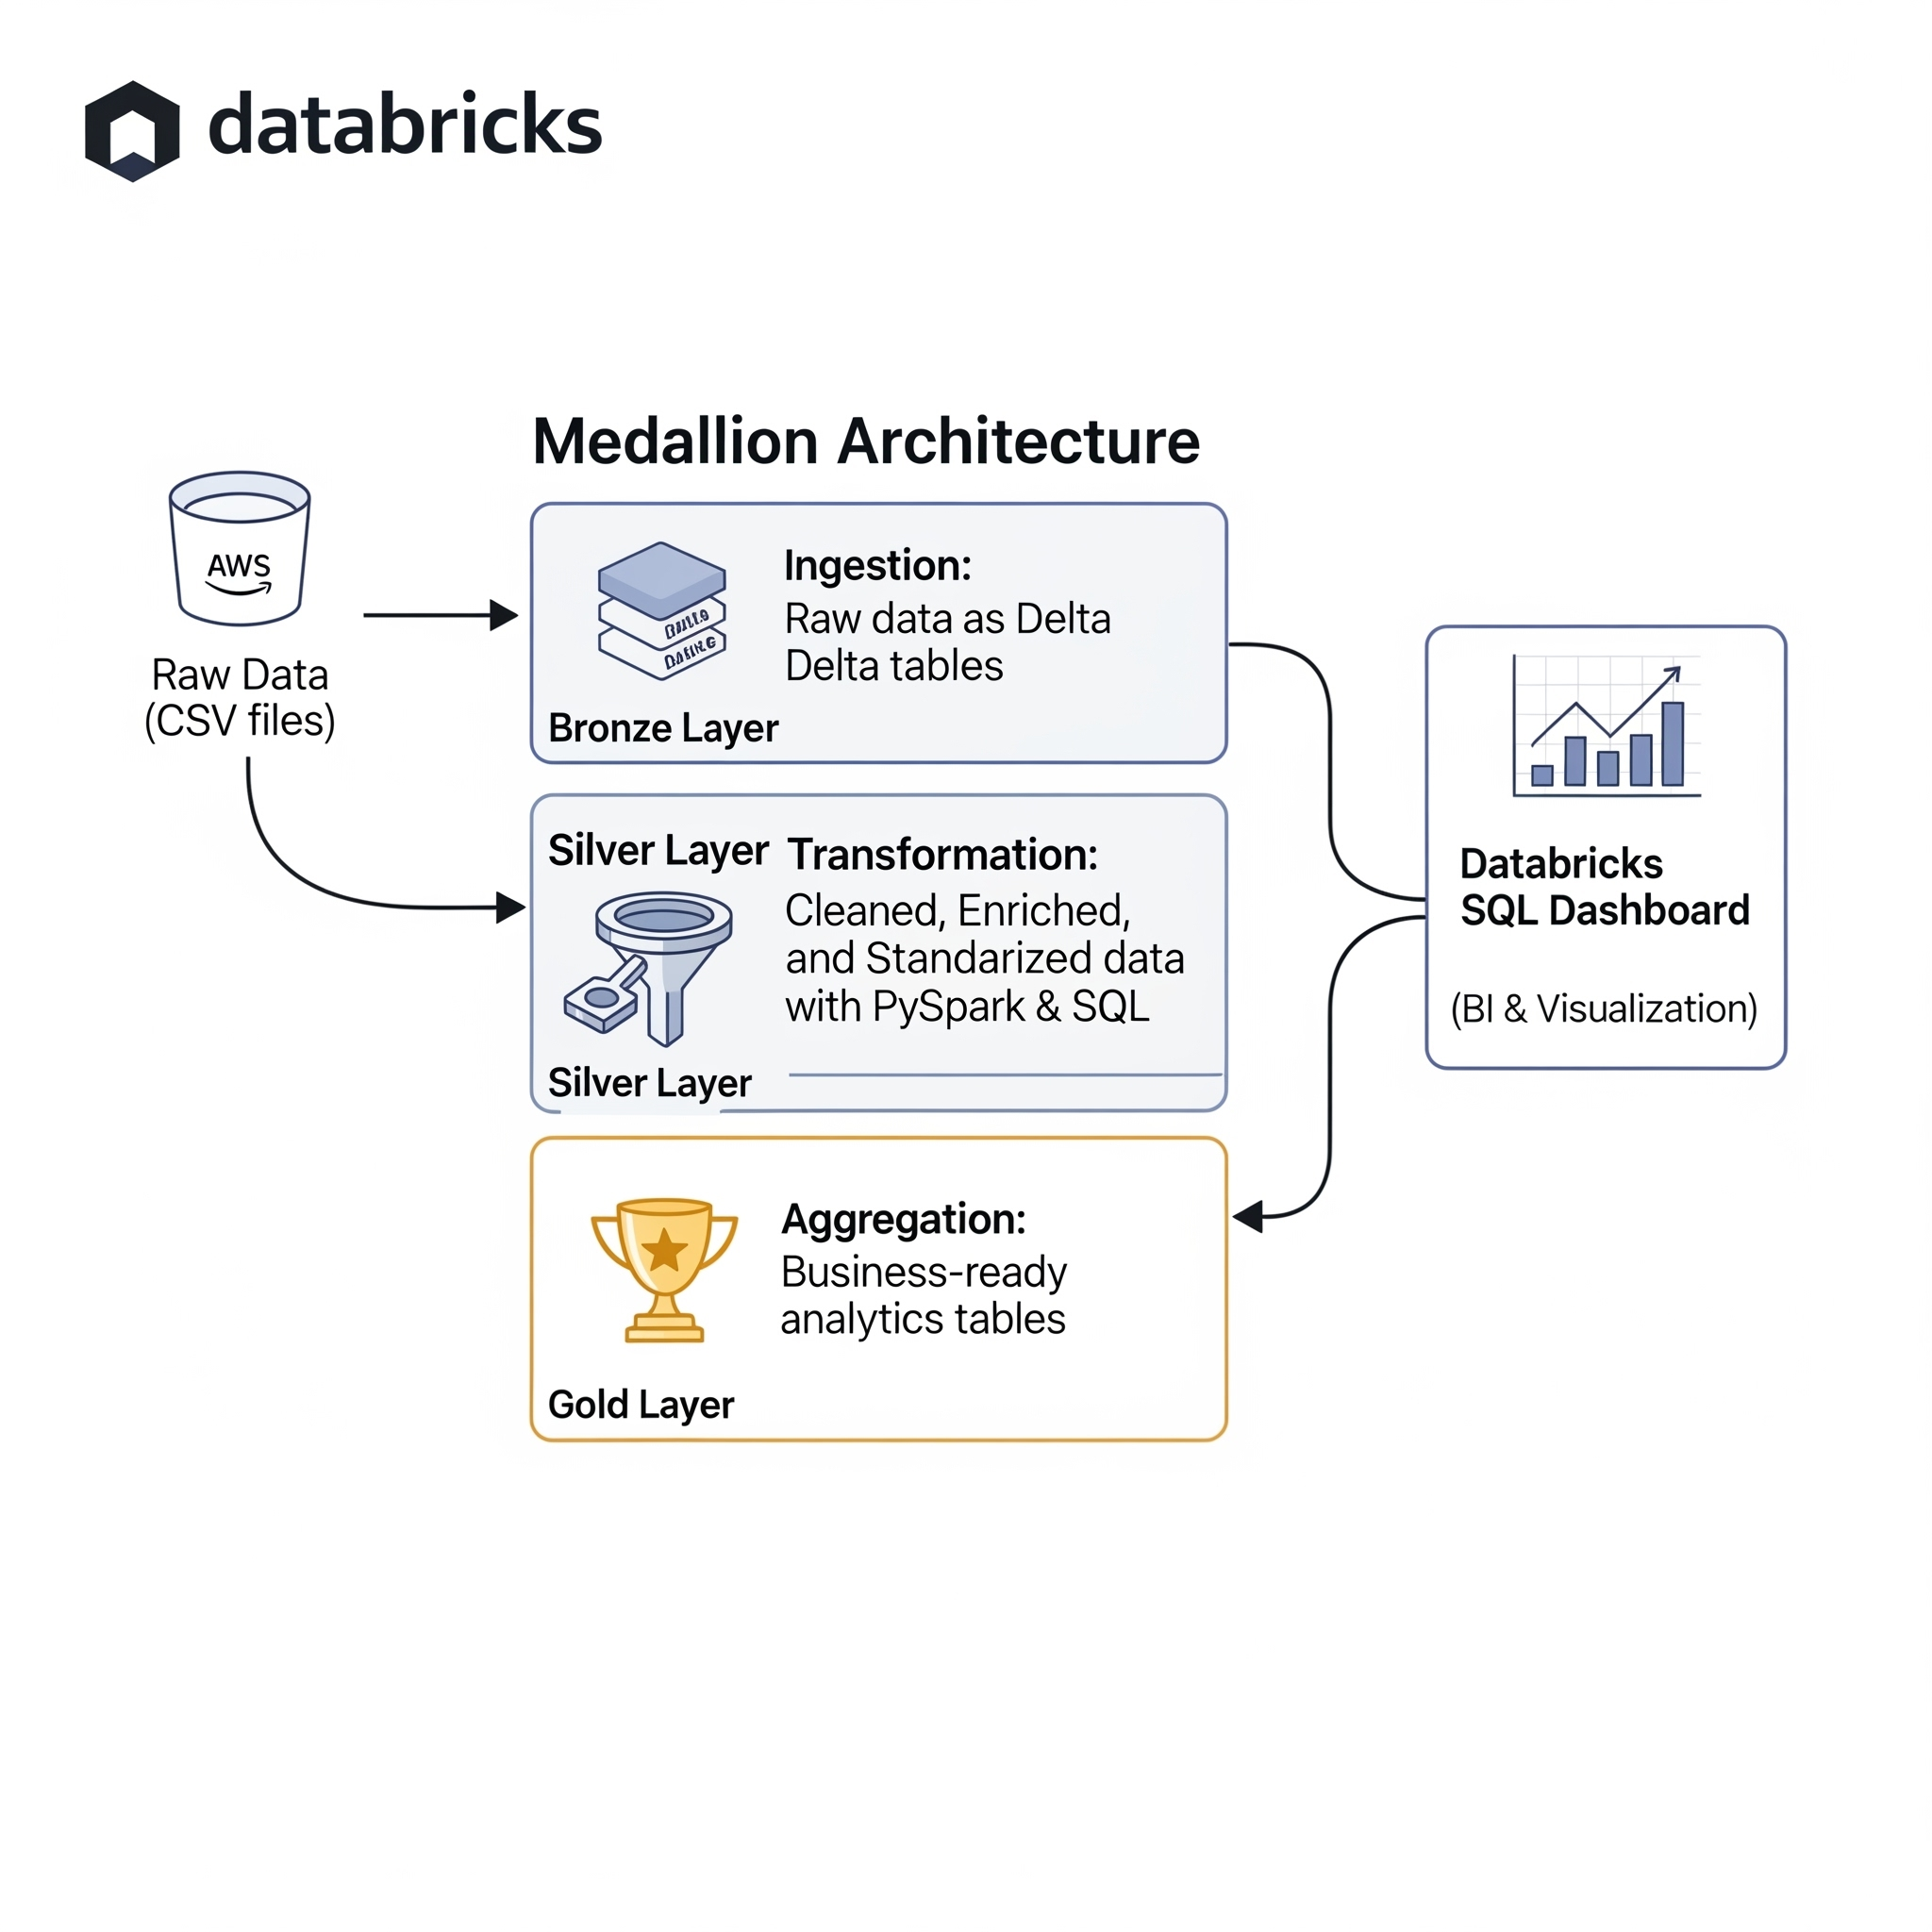 databricks
Medallion Architecture
AWS
Raw Data
(CSV files)
Ingestion:
Raw data as Delta
Delta tables
Bronze Layer
Silver Layer
Transformation:
Cleaned, Enriched,
and Standarized data
with PySpark & SQL
Silver Layer
Aggregation:
Business-ready
analytics tables
Gold Layer
Databricks
SQL Dashboard
(BI & Visualization)